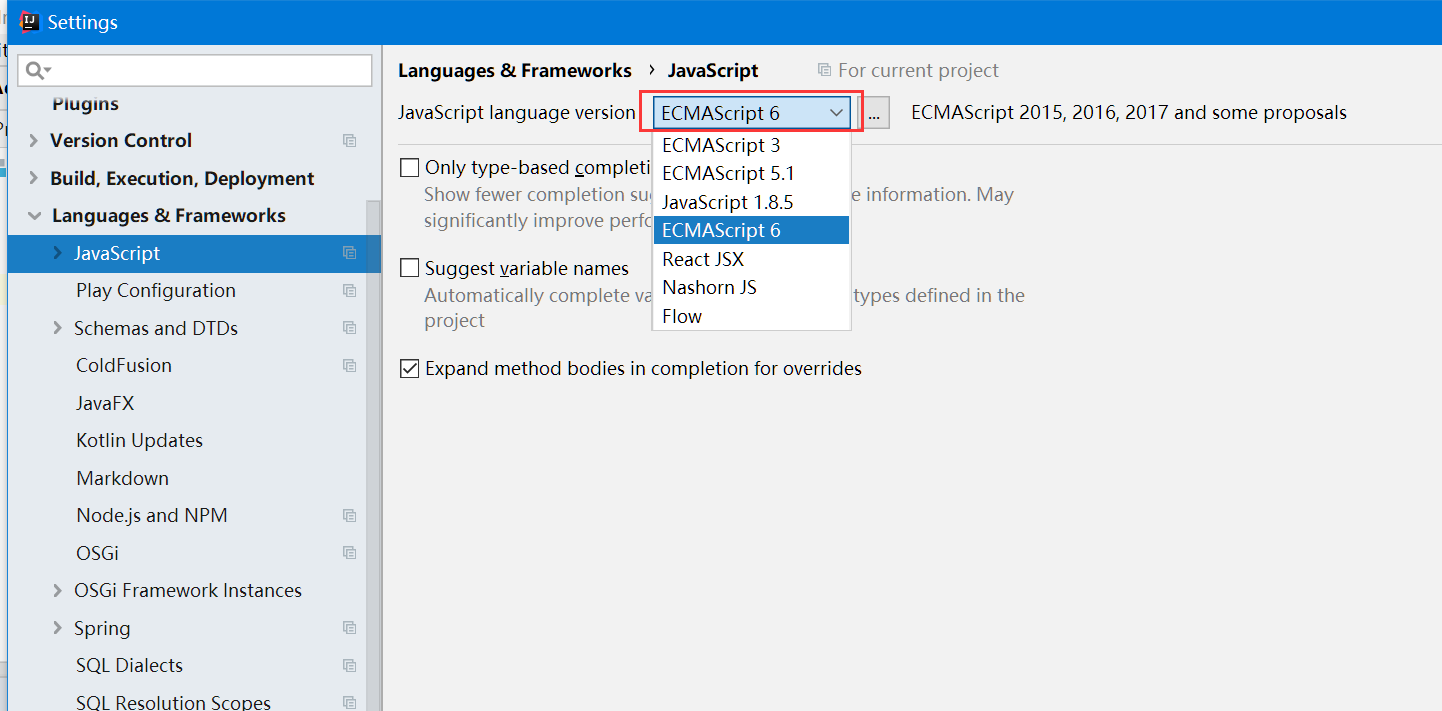 Settings
Plugins
Version Control
Build, Execution, Deployment
Languages & Frameworks
JavaScript
Play Configuration
Schemas and DTDs
ColdFusion
JavaFX
Kotlin Updates
Markdown
Node.js and NPM
OSGi
OSGi Framework Instances
Spring
SQL Dialects
SQL Resolution Scopes
Languages & Frameworks › JavaScript For current project
JavaScript language version ECMAScript 6 ... ECMAScript 2015, 2016, 2017 and some proposals
ECMAScript 3
ECMAScript 5.1
JavaScript 1.8.5
ECMAScript 6
React JSX
Nashorn JS
Flow
Only type-based completi
Show fewer completion su e information. May
significantly improve perfo
Suggest variable names
Automatically complete va types defined in the
project
Expand method bodies in completion for overrides